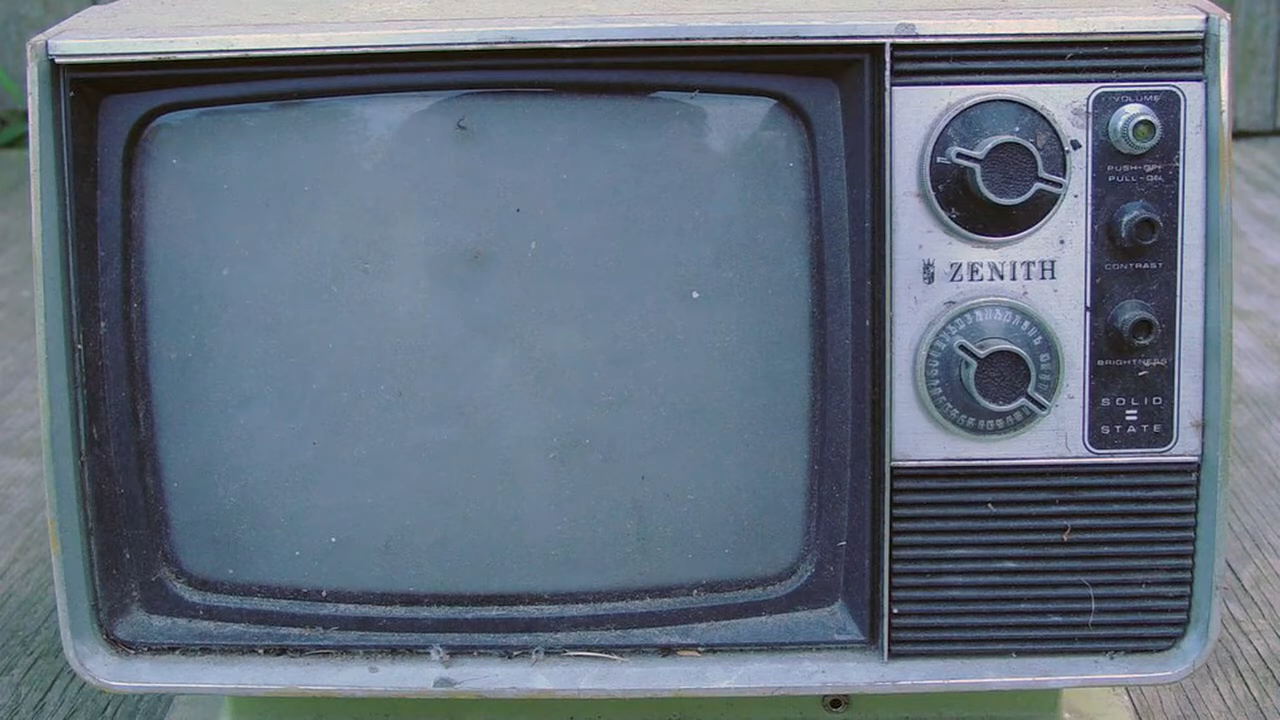 VOLUME
PUSH-OFF
PULL-ON
ZENITH
CONTRAST
BRIGHTNESS
SOLID
STATE